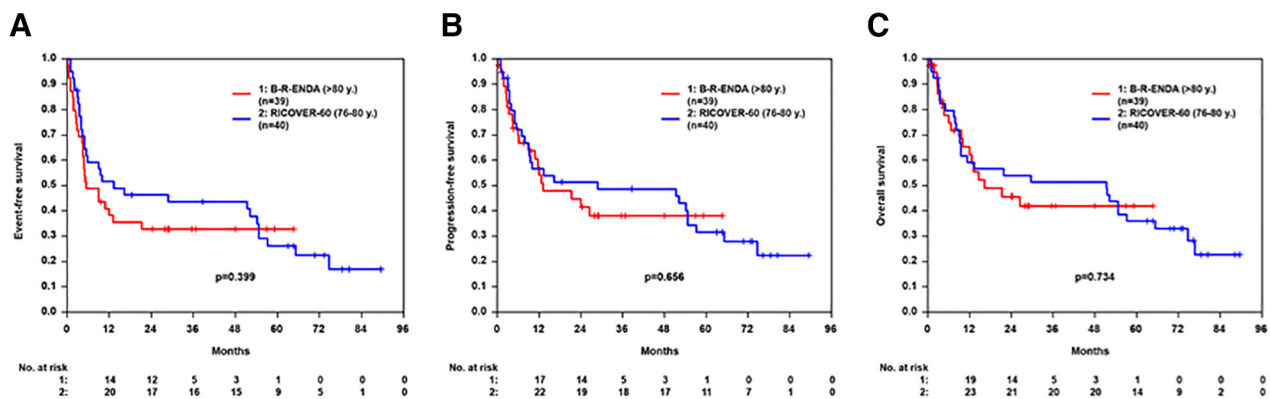 A
Event-free survival
1.0
0.9
0.8
0.7
0.6
0.5
0.4
0.3
0.2
0.1
0.0
1: B-R-ENDA (>80 y.)
(n=39)
2: RICOVER-60 (76-80 y.)
(n=40)
p=0.399
0 12 24 36 48 60 72 84 96
Months
No. at risk
1: 14 12 5 3 1 0 0 0
2: 20 17 16 15 9 5 1 0
B
Progression-free survival
1.0
0.9
0.8
0.7
0.6
0.5
0.4
0.3
0.2
0.1
0.0
1: B-R-ENDA (>80 y.)
(n=39)
2: RICOVER-60 (76-80 y.)
(n=40)
p=0.656
0 12 24 36 48 60 72 84 96
Months
No. at risk
1: 17 14 5 3 1 0 0 0
2: 22 19 18 17 11 7 1 0
C
Overall survival
1.0
0.9
0.8
0.7
0.6
0.5
0.4
0.3
0.2
0.1
0.0
1: B-R-ENDA (>80 y.)
(n=39)
2: RICOVER-60 (76-80 y.)
(n=40)
p=0.734
0 12 24 36 48 60 72 84 96
Months
No. at risk
1: 19 14 5 3 1 0 0 0
2: 23 21 20 20 14 9 2 0